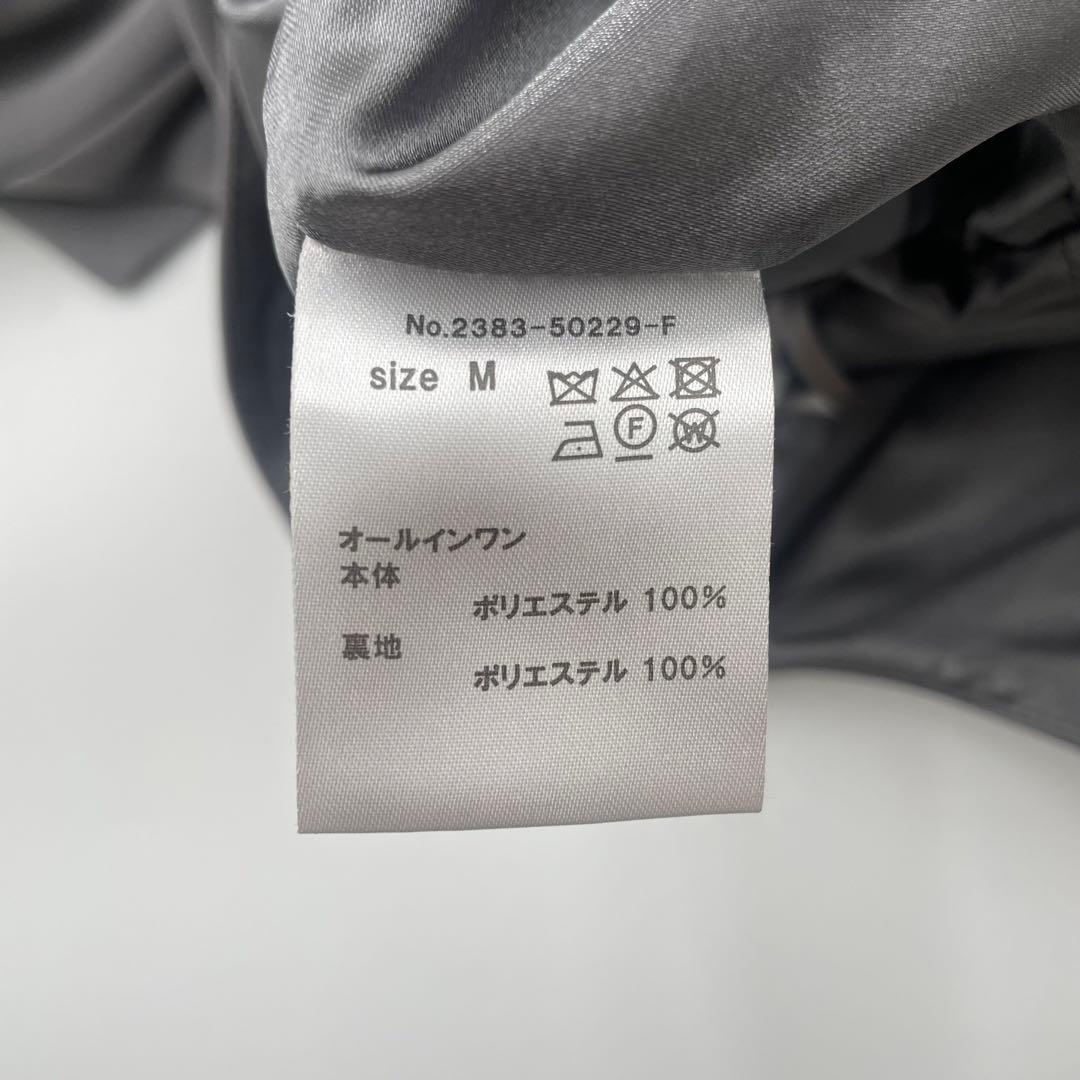 No.2383-50229-F
size M
F
W
オールインワン
本体
ポリエステル 100%
裏地
ポリエステル 100%